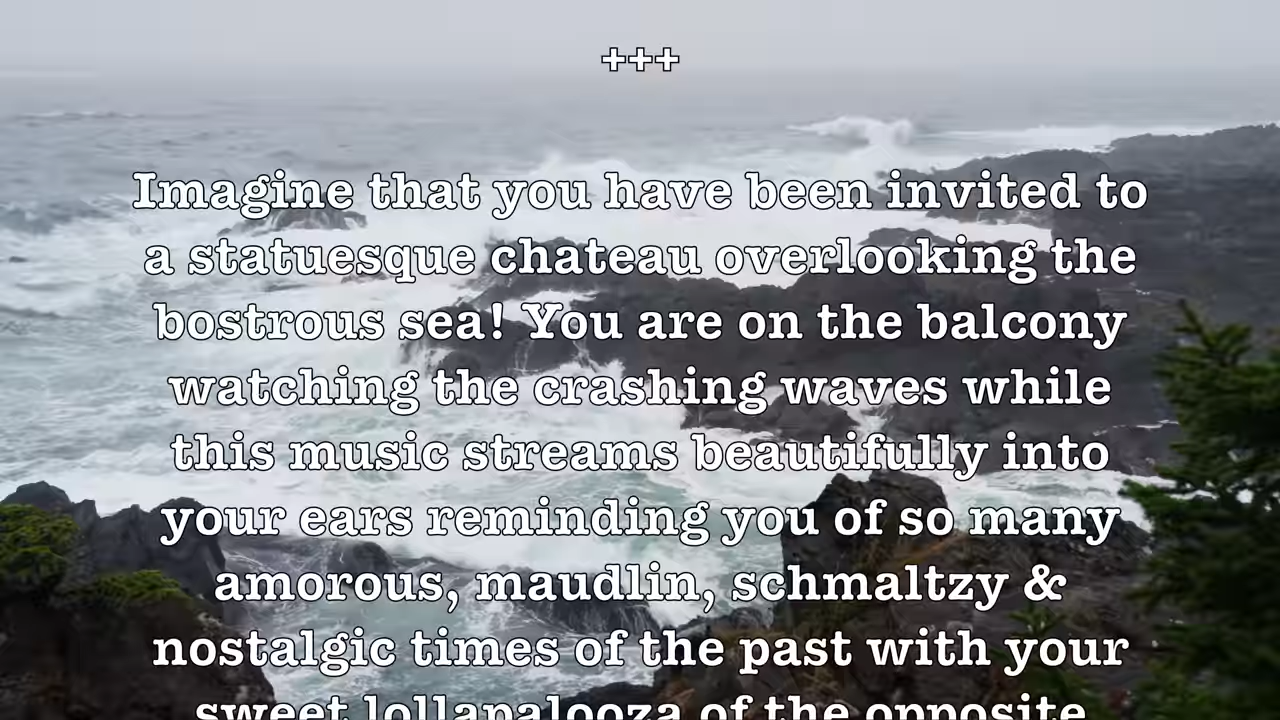 +++
Imagine that you have been invited to
a statuesque chateau overlooking the
bostrous sea! You are on the balcony
watching the crashing waves while
this music streams beautifully into
your ears reminding you of so many
amorous, maudlin, schmaltzy &
nostalgic times of the past with your
sweet lollapalooza of the opposite